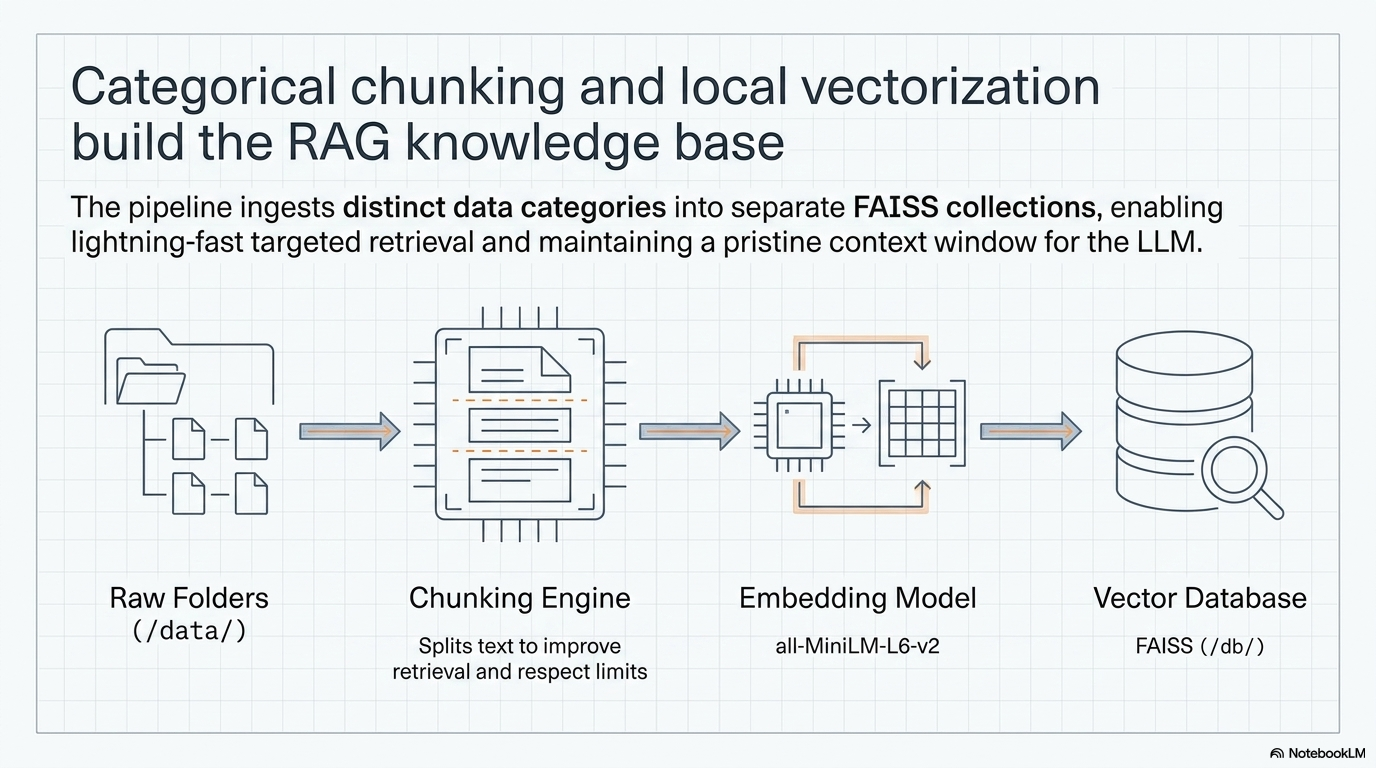 Categorical chunking and local vectorization
build the RAG knowledge base
The pipeline ingests distinct data categories into separate FAISS collections, enabling
lightning-fast targeted retrieval and maintaining a pristine context window for the LLM.
Raw Folders
(/data/)
Chunking Engine
Splits text to improve
retrieval and respect limits
Embedding Model
all-MiniLM-L6-v2
Vector Database
FAISS (/db/)
NotebookLM